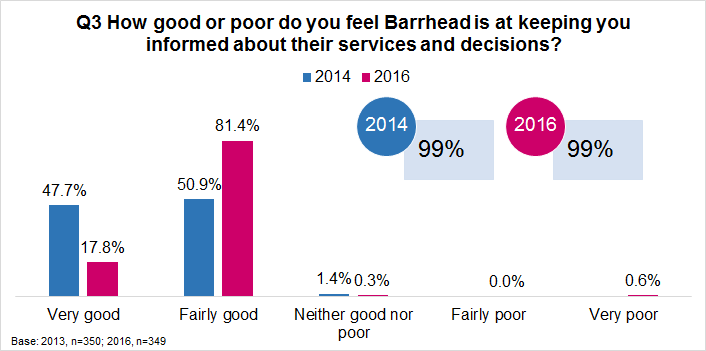 Q3 How good or poor do you feel Barrhead is at keeping you
informed about their services and decisions?
2014 2016
2014
99%
2016
99%
47.7%
17.8%
50.9%
81.4%
1.4%
0.3%
0.0%
0.6%
Very good
Fairly good
Neither good nor
poor
Fairly poor
Very poor
Base: 2013, n=350; 2016, n=349